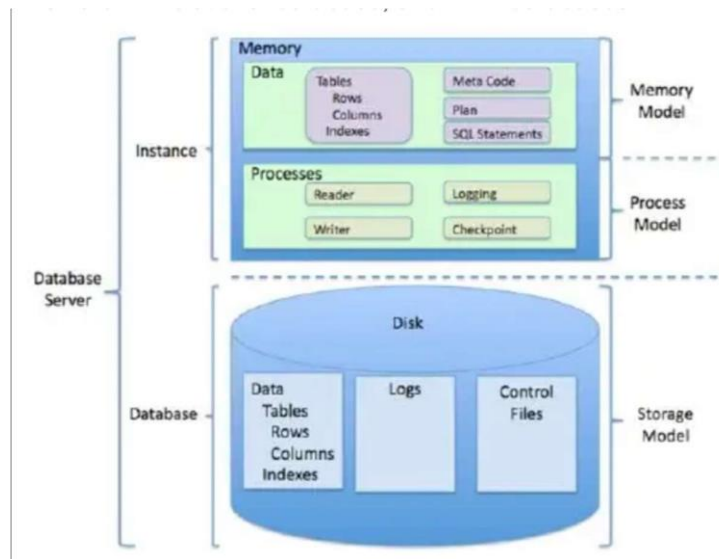 Memory
Data
Tables
Rows
Columns
Indexes
Meta Code
Plan
SQL Statements
Memory
Model
Instance
Processes
Reader
Logging
Writer
Checkpoint
Process
Model
Database
Server
Disk
Database
Data
Tables
Rows
Columns
Indexes
Logs
Control
Files
Storage
Model